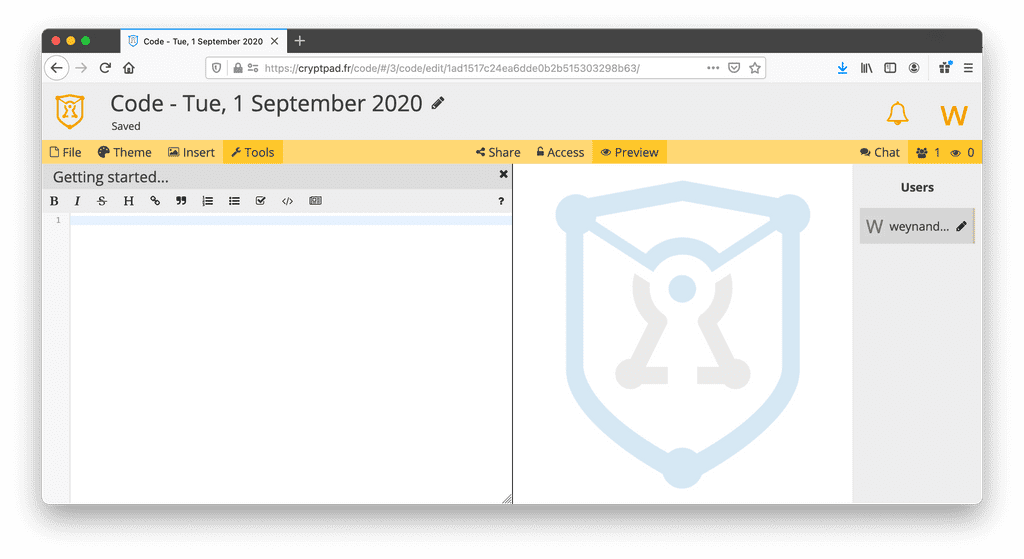 Code - Tue, 1 September 2020
https://cryptpad.fr/code/#/3/code/edit/1ad1517c24ea6dde0b2b515303298b63/
Code - Tue, 1 September 2020
Saved
W
File Theme Insert Tools Share Access Preview Chat 1 0
Getting started...
B I S H ?
1
Users
W weynand...